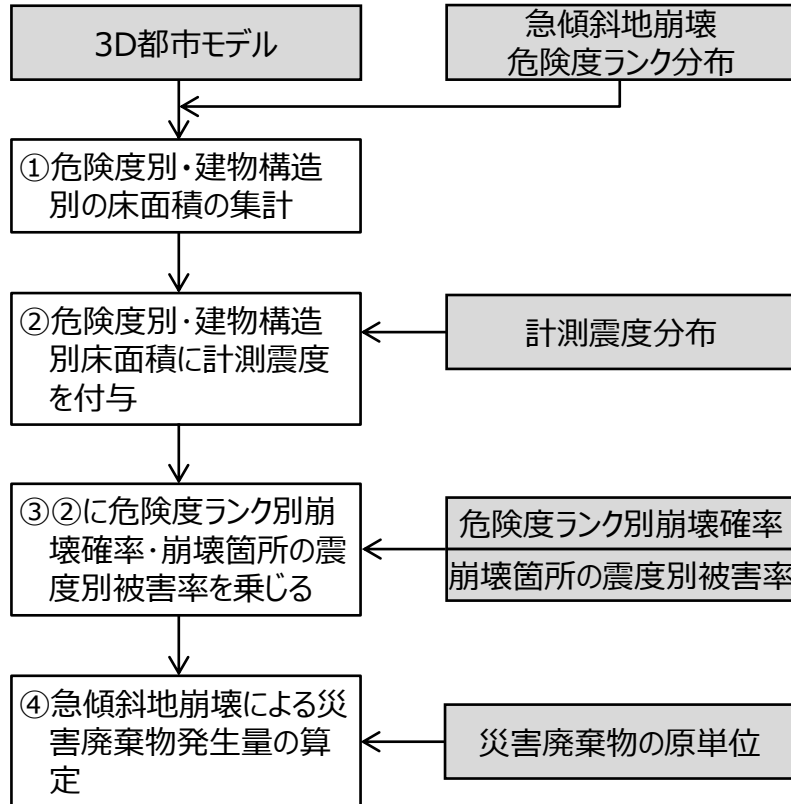 3D都市モデル
急傾斜地崩壊
危険度ランク分布
①危険度別・建物構造
別の床面積の集計
②危険度別・建物構造
別床面積に計測震度
を付与
計測震度分布
③②に危険度ランク別崩
壊確率・崩壊箇所の震
度別被害率を乗じる
危険度ランク別崩壊確率
崩壊箇所の震度別被害率
④急傾斜地崩壊による災
害廃棄物発生量の算
定
災害廃棄物の原単位